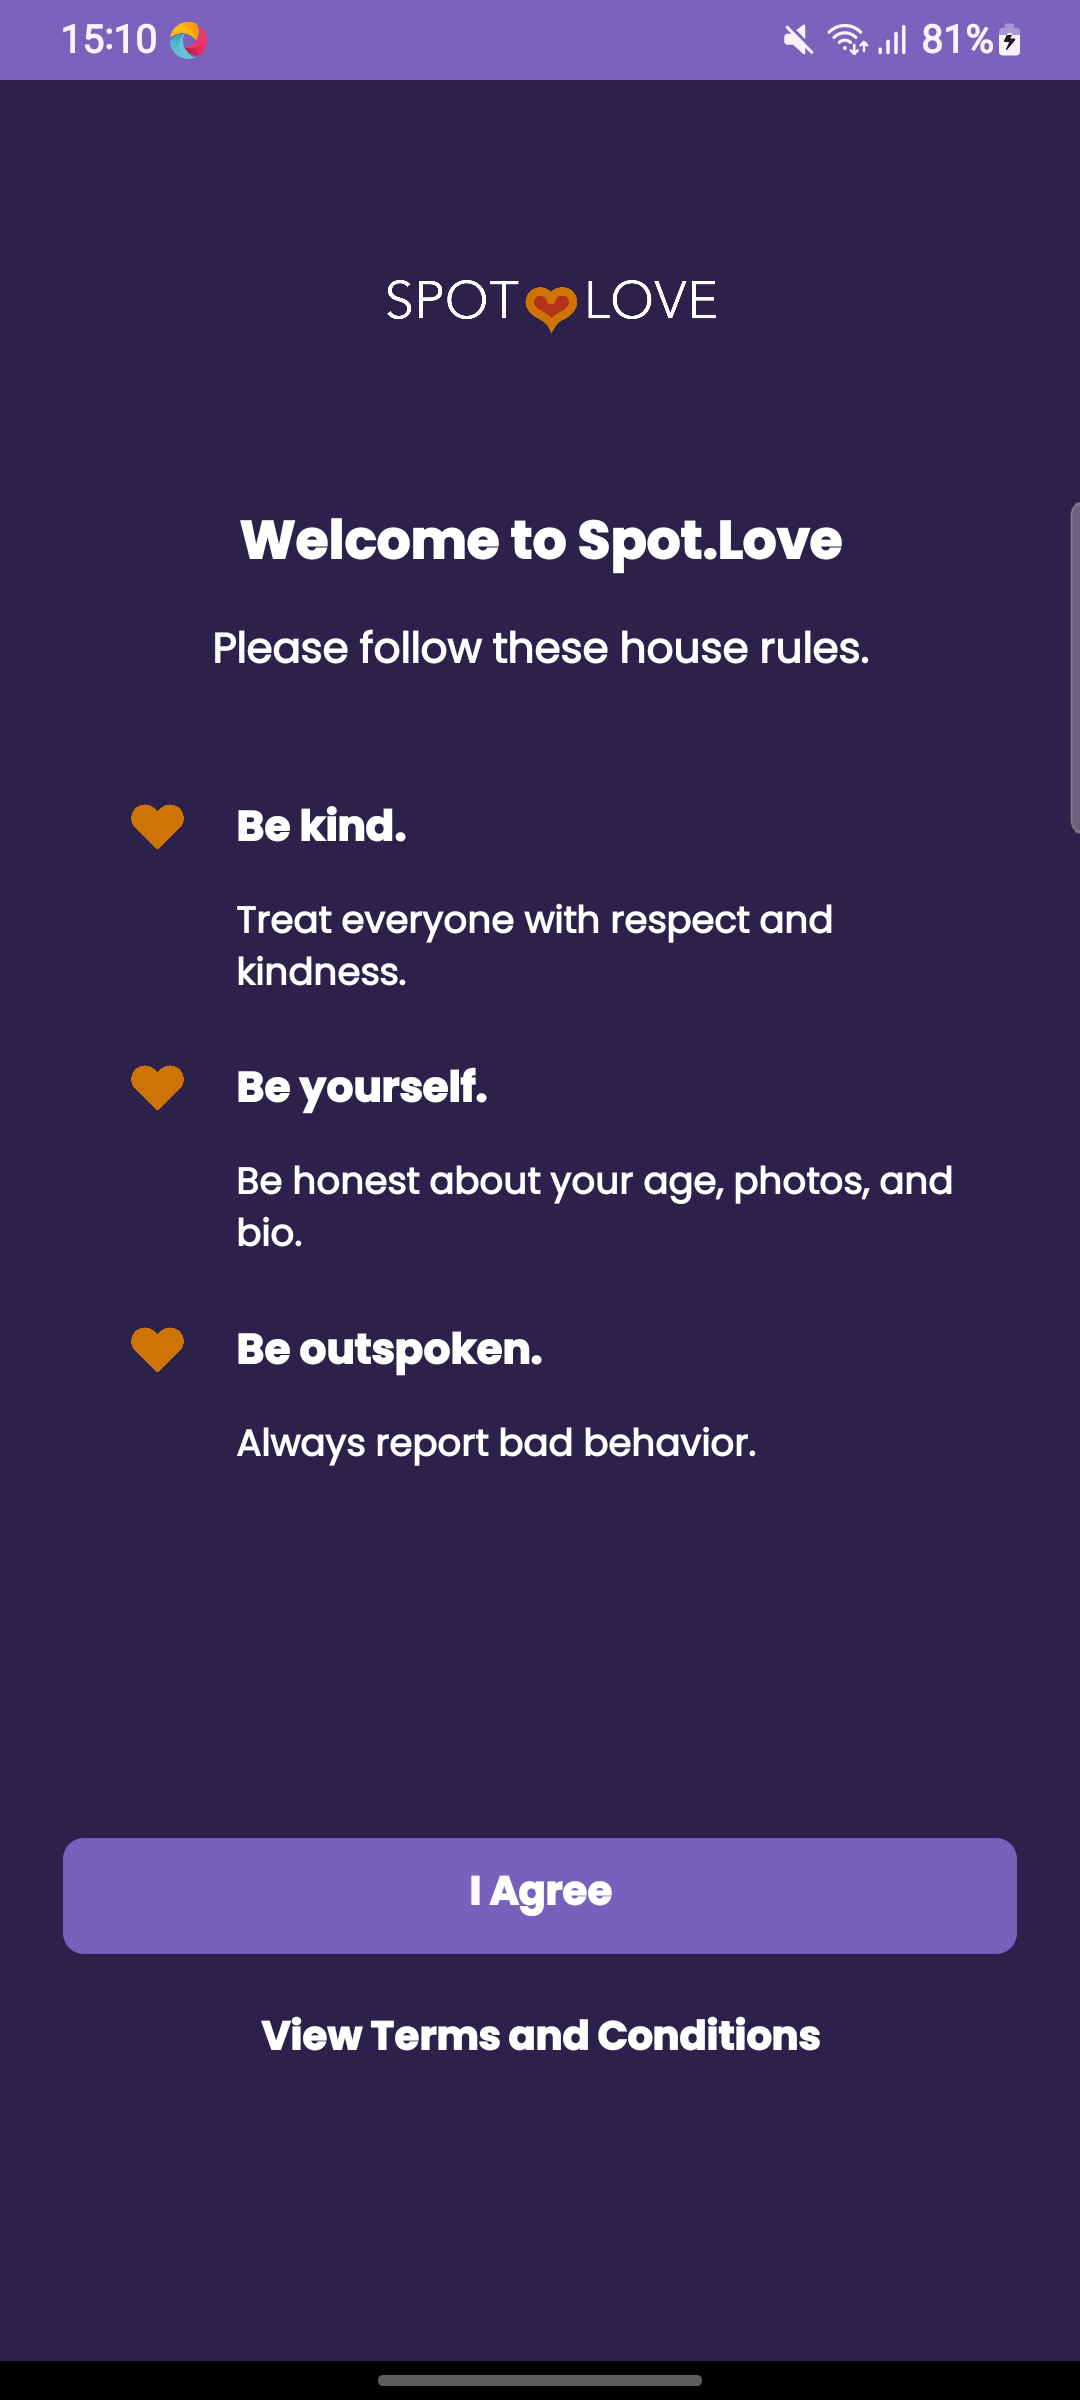 15:10 81%
SPOT LOVE
Welcome to Spot.Love
Please follow these house rules.
Be kind.
Treat everyone with respect and
kindness.
Be yourself.
Be honest about your age, photos, and
bio.
Be outspoken.
Always report bad behavior.
I Agree
View Terms and Conditions